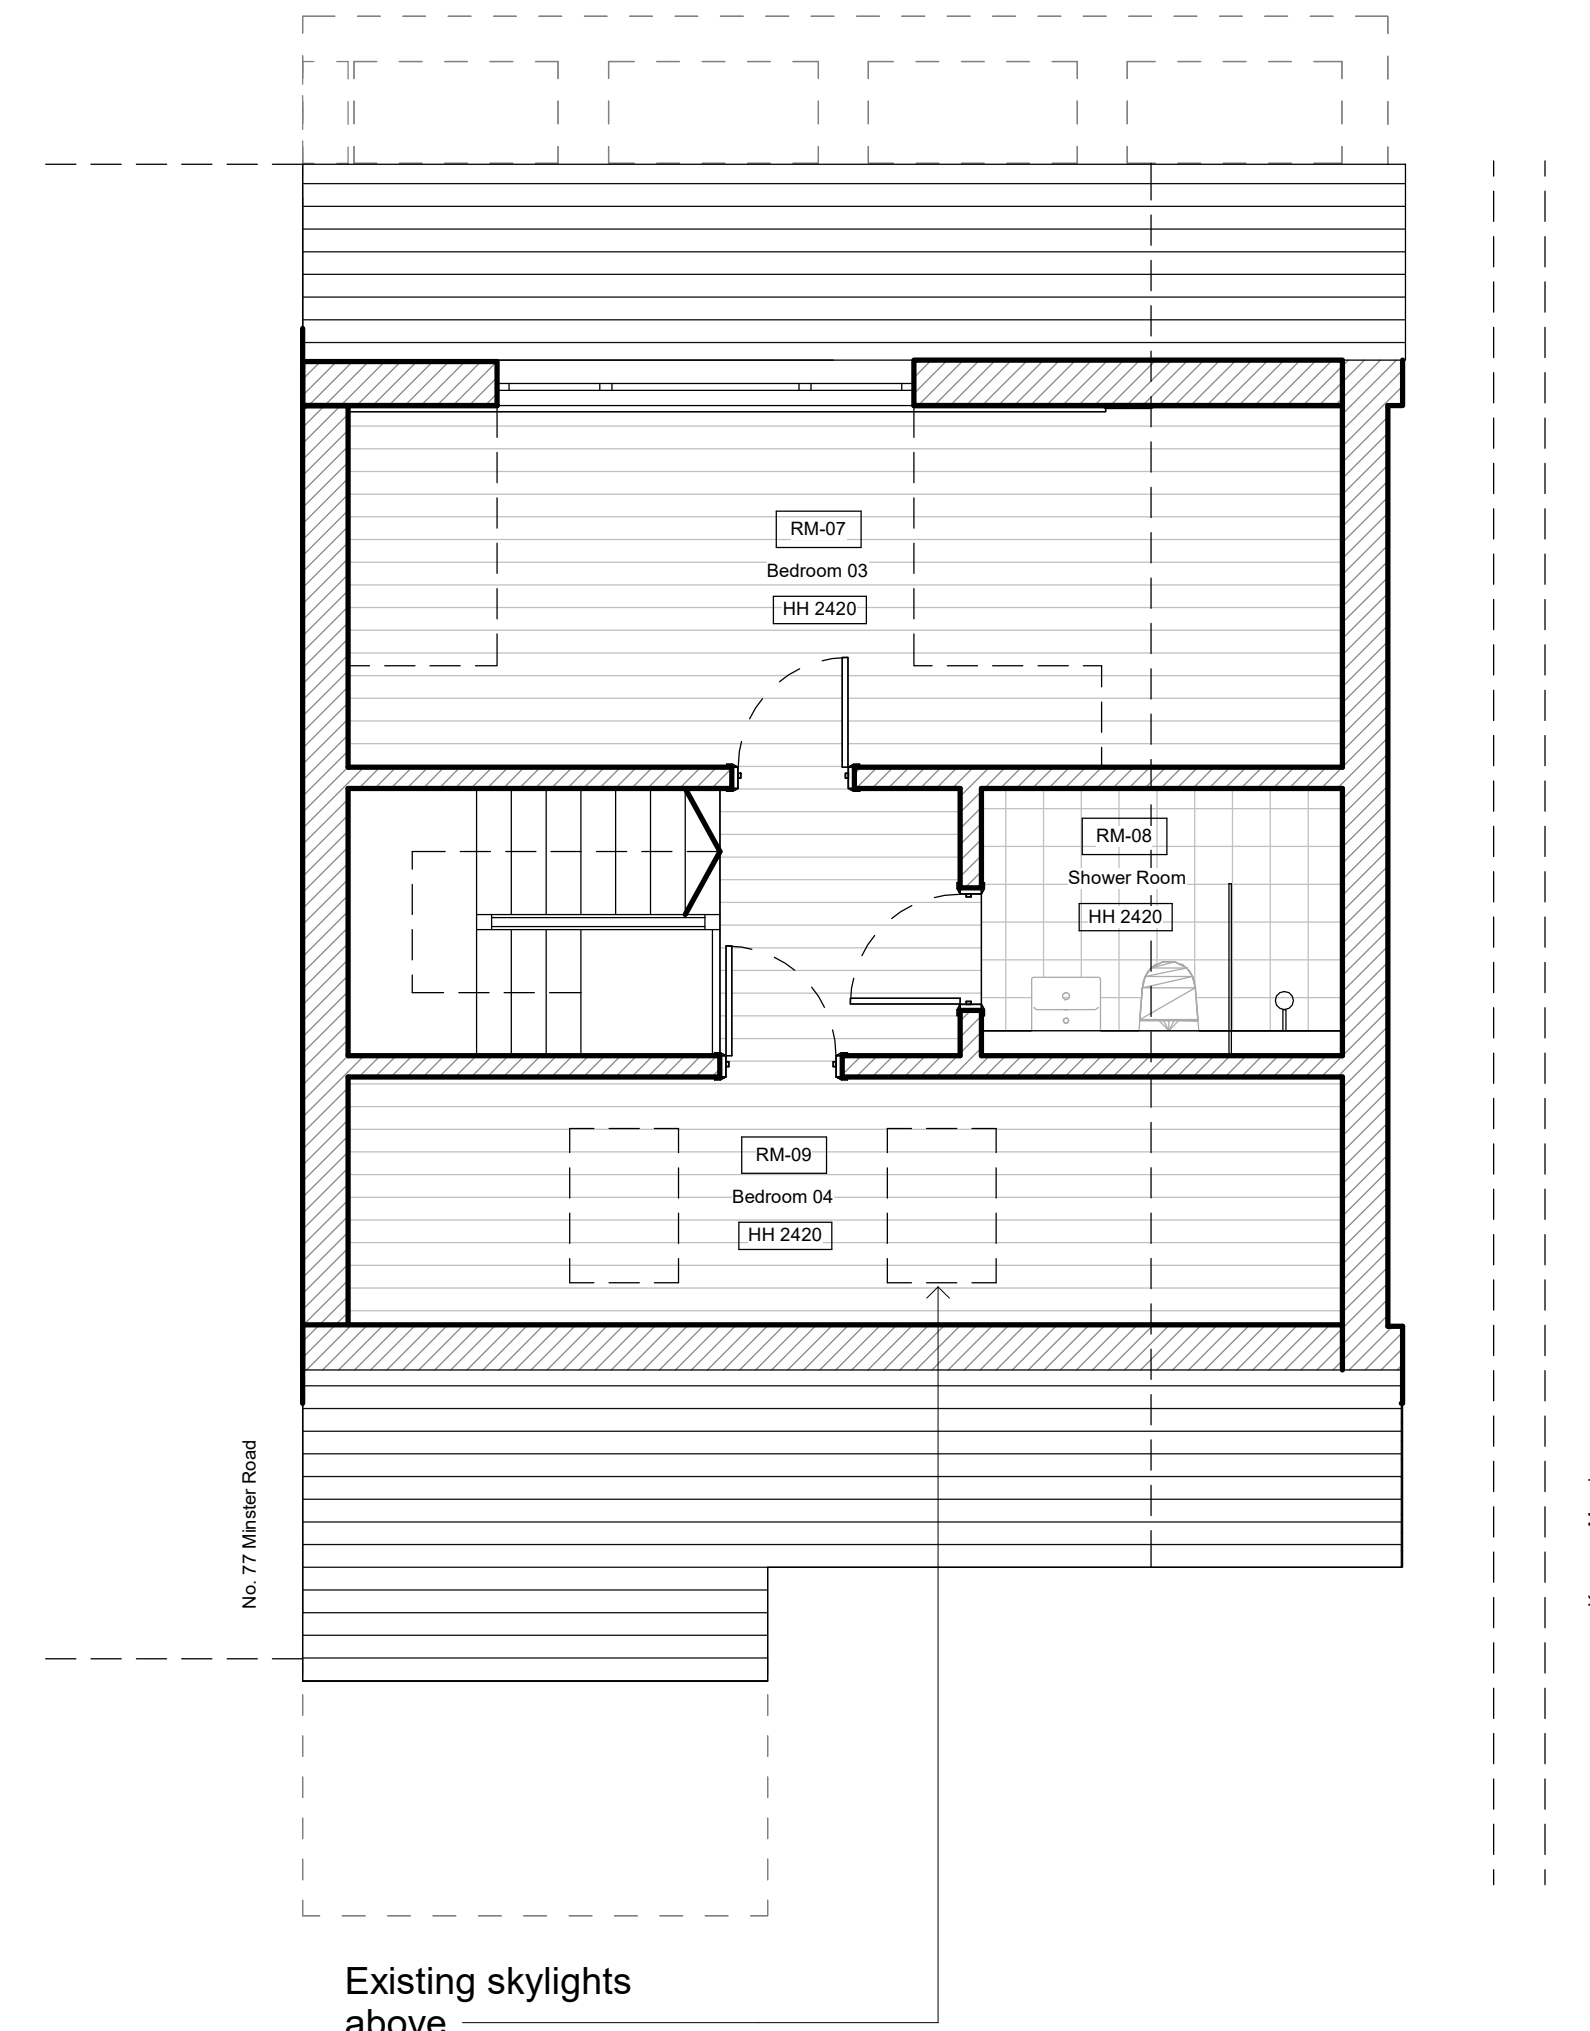 RM-07
Bedroom 03
HH 2420
RM-08
Shower Room
HH 2420
RM-09
Bedroom 04
HH 2420
No. 77 Minster Road
Existing skylights
above